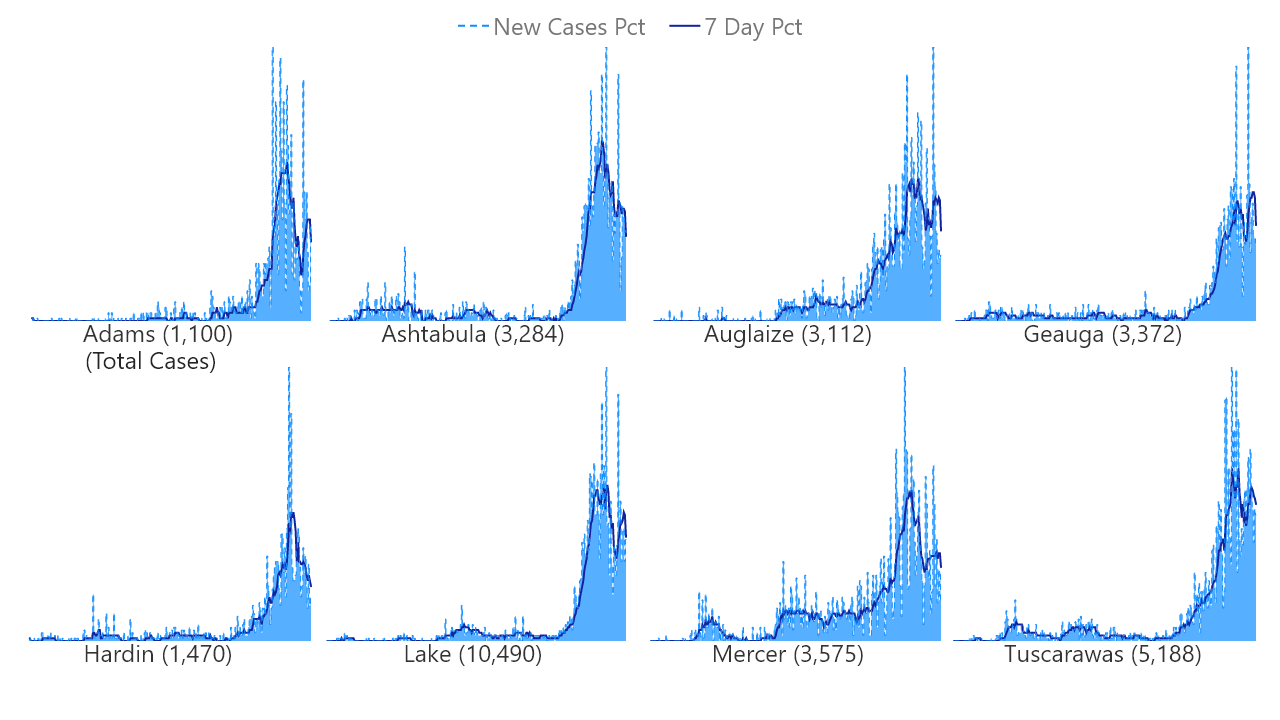 New Cases Pct 7 Day Pct
Adams (1,100) Ashtabula (3,284) Auglaize (3,112) Geauga (3,372)
(Total Cases)
Hardin (1,470) Lake (10,490) Mercer (3,575) Tuscarawas (5,188)